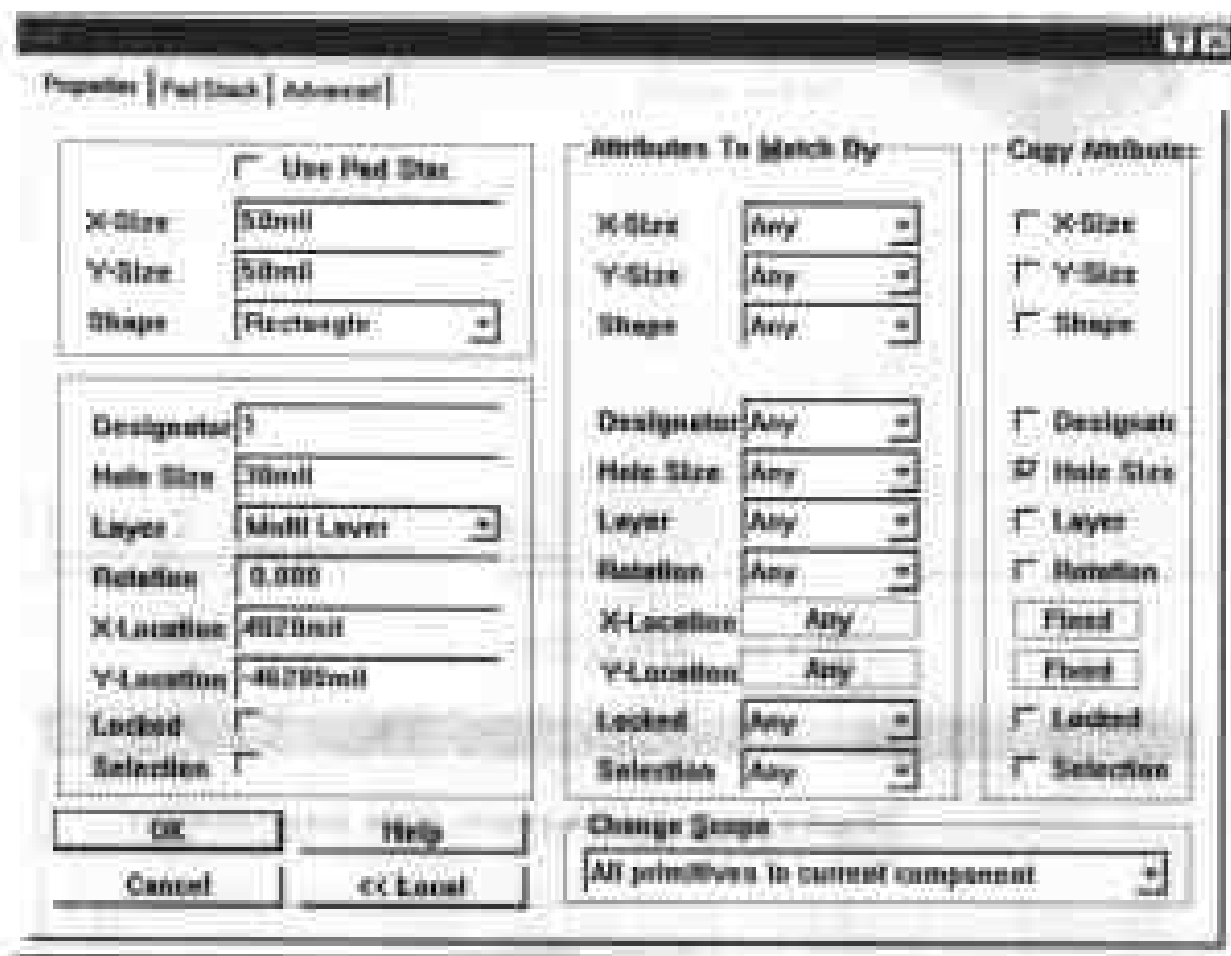 Properties Pad Stack Advanced
Use Pad Stac
X-Size 50mil
Y-Size 50mil
Shape Rectangle
Designator 1
Hole Size 30mil
Layer Multi Layer
Rotation 0.000
X-Location
Y-Location
Locked
Selection
OK Help
Cancel << Local
Attributes To Match By
X-Size Any
Y-Size Any
Shape Any
Designator Any
Hole Size Any
Layer Any
Rotation Any
X-Location Any
Y-Location Any
Locked Any
Selection Any
Copy Attributes
X-Size
Y-Size
Shape
Designato
Hole Size
Layer
Rotation
Fixed
Fixed
Locked
Selection
Change Scope
All primitives to current component